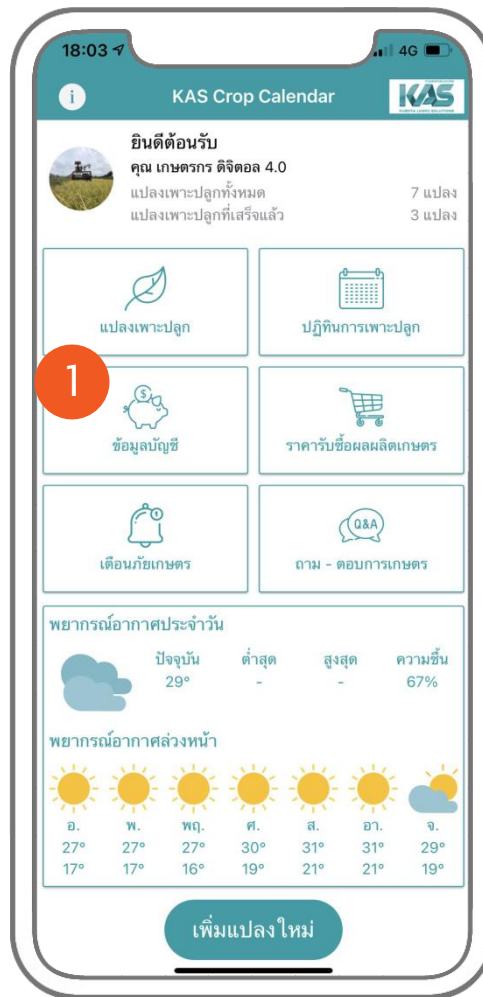 18:03
4G
i
KAS Crop Calendar
KAS
ยินดีต้อนรับ
คุณ เกษตรกร ดิจิตอล 4.0
แปลงเพาะปลูกทั้งหมด 7 แปลง
แปลงเพาะปลูกที่เสร็จแล้ว 3 แปลง
แปลงเพาะปลูก ปฏิทินการเพาะปลูก
1
$
ข้อมูลบัญชี ราคารับซื้อผลผลิตเกษตร
Q&A
เตือนภัยเกษตร ถาม - ตอบการเกษตร
พยากรณ์อากาศประจำวัน
ปัจจุบัน ต่ำสุด สูงสุด ความชื้น
29° - - 67%
พยากรณ์อากาศล่วงหน้า
อ. พ. พฤ. ศ. ส. อา. จ.
27° 27° 27° 30° 31° 31° 29°
17° 17° 16° 19° 21° 21° 19°
เพิ่มแปลงใหม่